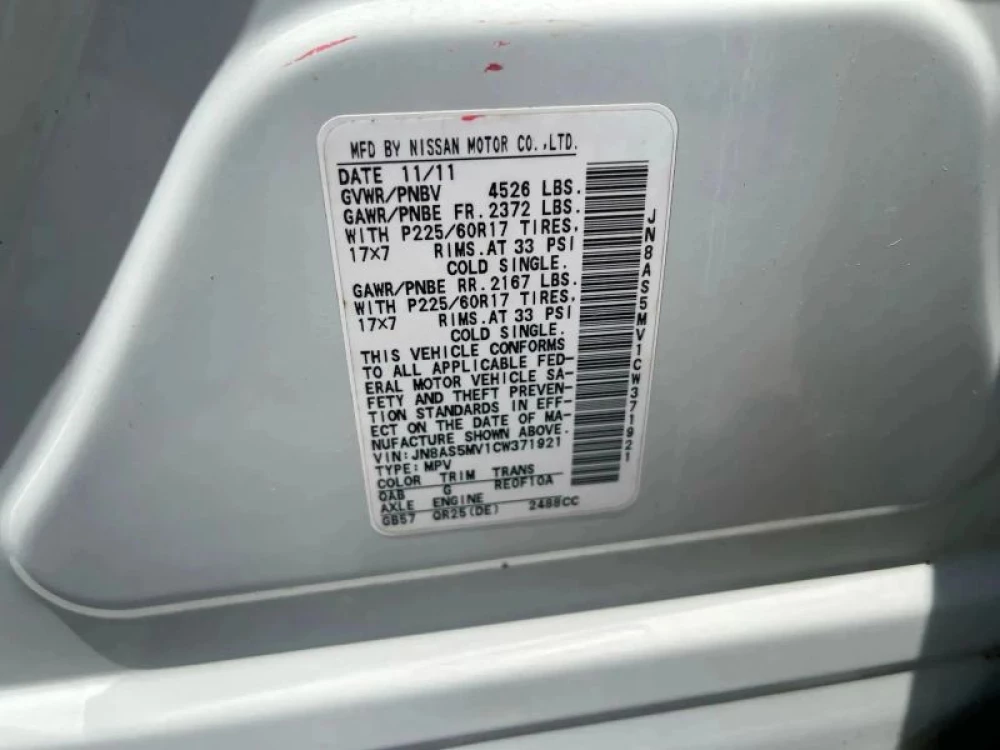 MFD BY NISSAN MOTOR CO.,LTD.
DATE 11/11
GVWR/PNBV 4526 LBS.
GAWR/PNBE FR.2372 LBS.
WITH P225/60R17 TIRES,
17×7 RIMS.AT 33 PSI
COLD SINGLE.
GAWR/PNBE RR.2167 LBS.
WITH P225/60R17 TIRES,
17×7 RIMS.AT 33 PSI
COLD SINGLE.
THIS VEHICLE CONFORMS
TO ALL APPLICABLE FED-
ERAL MOTOR VEHICLE SA-
FETY AND THEFT PREVEN-
TION STANDARDS IN EFF-
ECT ON THE DATE OF MA-
NUFACTURE SHOWN ABOVE.
VIN:JN8AS5MV1CW371921
TYPE:MPV
COLOR TRIM TRANS
QAB G RE0F10A
AXLE ENGINE
GB57 QR25(DE) 2488CC
JN8AS5MV1CW371921